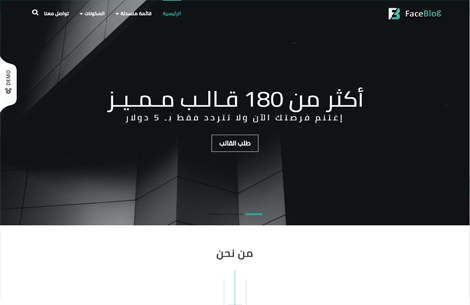 FaceBlog
الرئيسية قائمة منسدلة المكونات تواصل معنا
DEMO
أكثر من 180 قالب مميز
إغتنم فرصتك الآن ولا تتردد فقط بـ 5 دولار
طلب القالب
من نحن